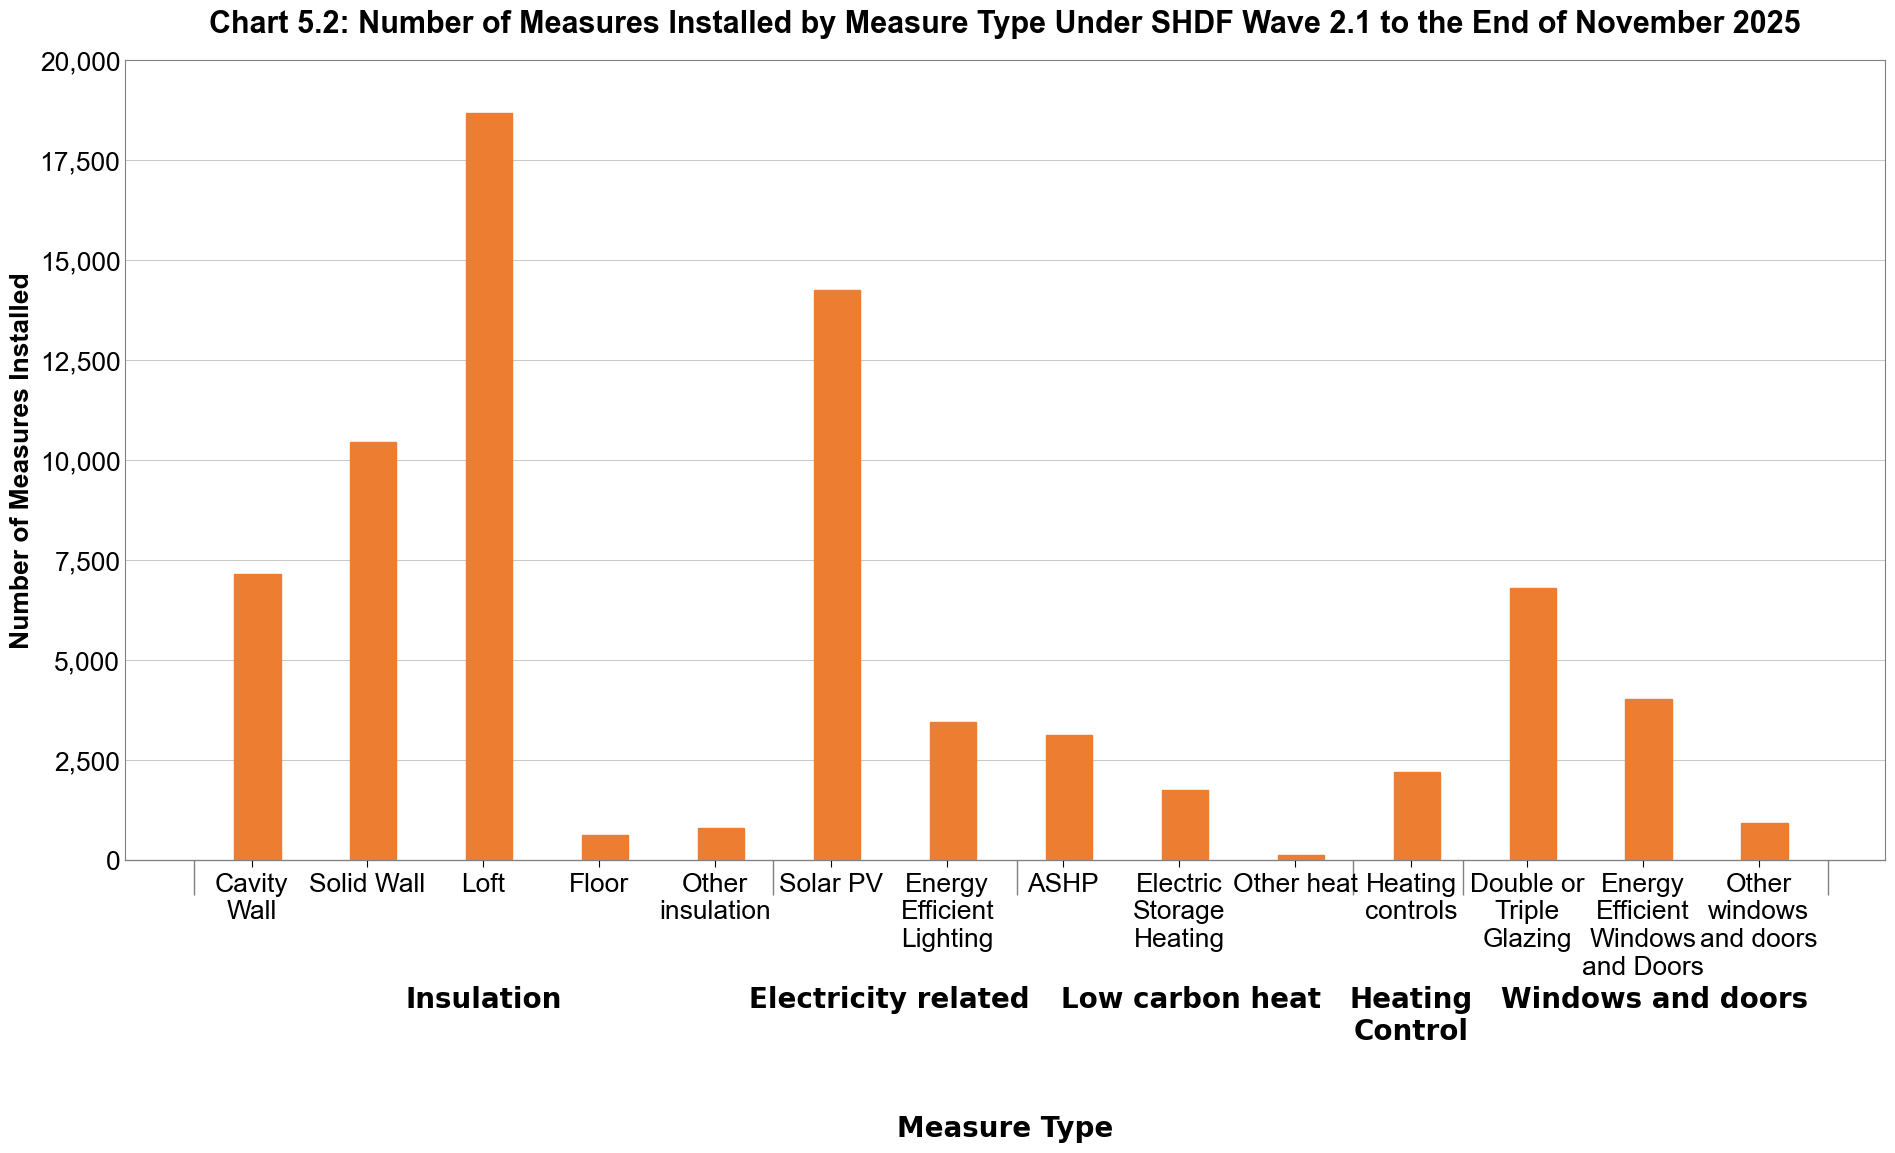 Chart 5.2: Number of Measures Installed by Measure Type Under SHDF Wave 2.1 to the End of November 2025
Number of Measures Installed
20,000
17,500
15,000
12,500
10,000
7,500
5,000
2,500
0
Cavity
Wall
Solid Wall
Loft
Floor
Other
insulation
Solar PV
Energy
Efficient
Lighting
ASHP
Electric
Storage
Heating
Other heat
Heating
controls
Double or
Triple
Glazing
Energy
Efficient
Windows
and Doors
Other
windows
and doors
Insulation
Electricity related
Low carbon heat
Heating
Control
Windows and doors
Measure Type